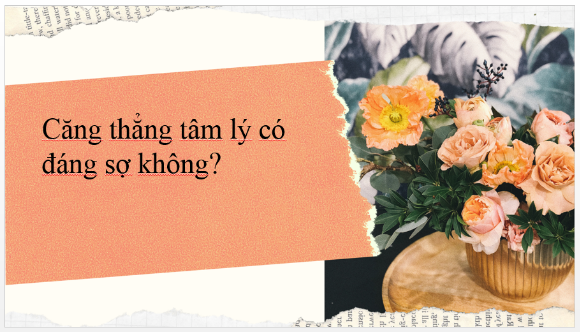 Căng thẳng tâm lý có
đáng sợ không?